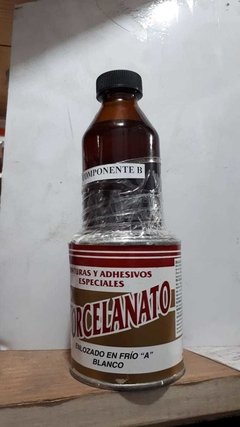 COMPONENTE B
PINTURAS Y ADHESIVOS
ESPECIALES
PORCELANATO
ENLOZADO EN FRÍO "A"
BLANCO